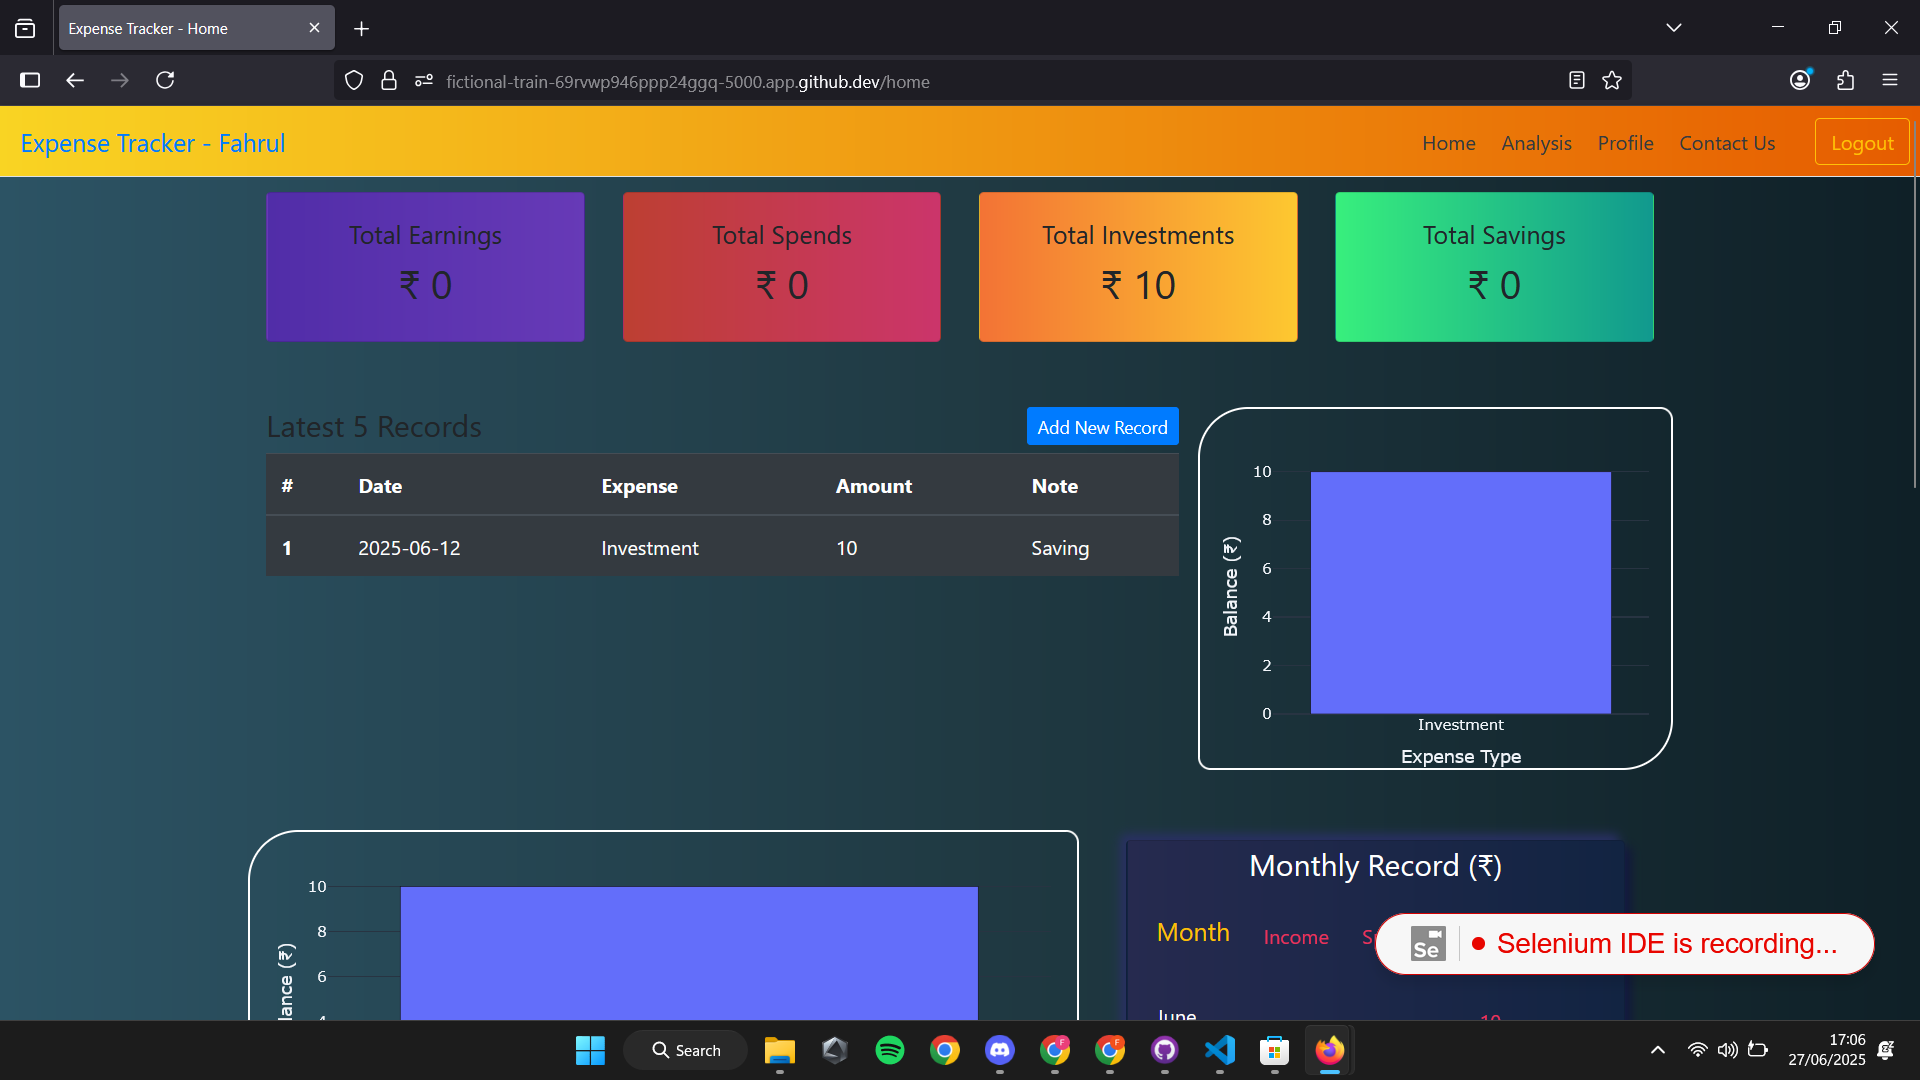 Expense Tracker - Home
fictional-train-69rvwp946ppp24ggq-5000.app.github.dev/home
Expense Tracker - Fahrul
Home Analysis Profile Contact Us Logout
Total Earnings Total Spends Total Investments Total Savings
₹ 0 ₹ 0 ₹ 10 ₹ 0
Latest 5 Records Add New Record
# Date Expense Amount Note
1 2025-06-12 Investment 10 Saving
10
8
6
4
2
0
Balance (₹)
Investment
Expense Type
10
8
6
4
lance (₹)
Monthly Record (₹)
Month Income
Se Selenium IDE is recording...
June 10
Search
F F
17:06
27/06/2025